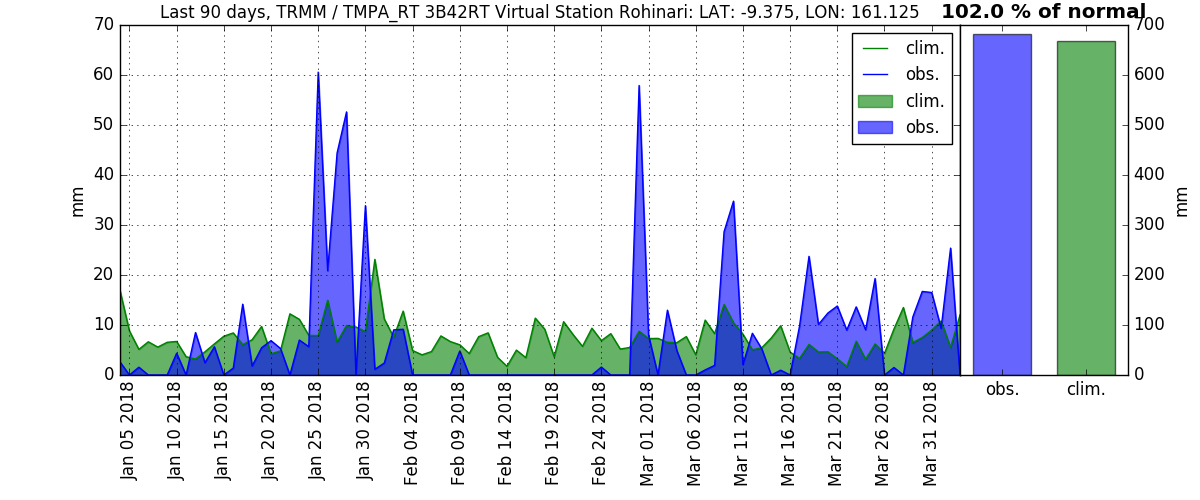 Last 90 days, TRMM / TMPA_RT 3B42RT Virtual Station Rohinari: LAT: -9.375, LON: 161.125
102.0 % of normal
70
60
50
40
30
20
10
0
mm
clim.
obs.
clim.
obs.
700
600
500
400
300
200
100
0
mm
Jan 05 2018
Jan 10 2018
Jan 15 2018
Jan 20 2018
Jan 25 2018
Jan 30 2018
Feb 04 2018
Feb 09 2018
Feb 14 2018
Feb 19 2018
Feb 24 2018
Mar 01 2018
Mar 06 2018
Mar 11 2018
Mar 16 2018
Mar 21 2018
Mar 26 2018
Mar 31 2018
obs.
clim.